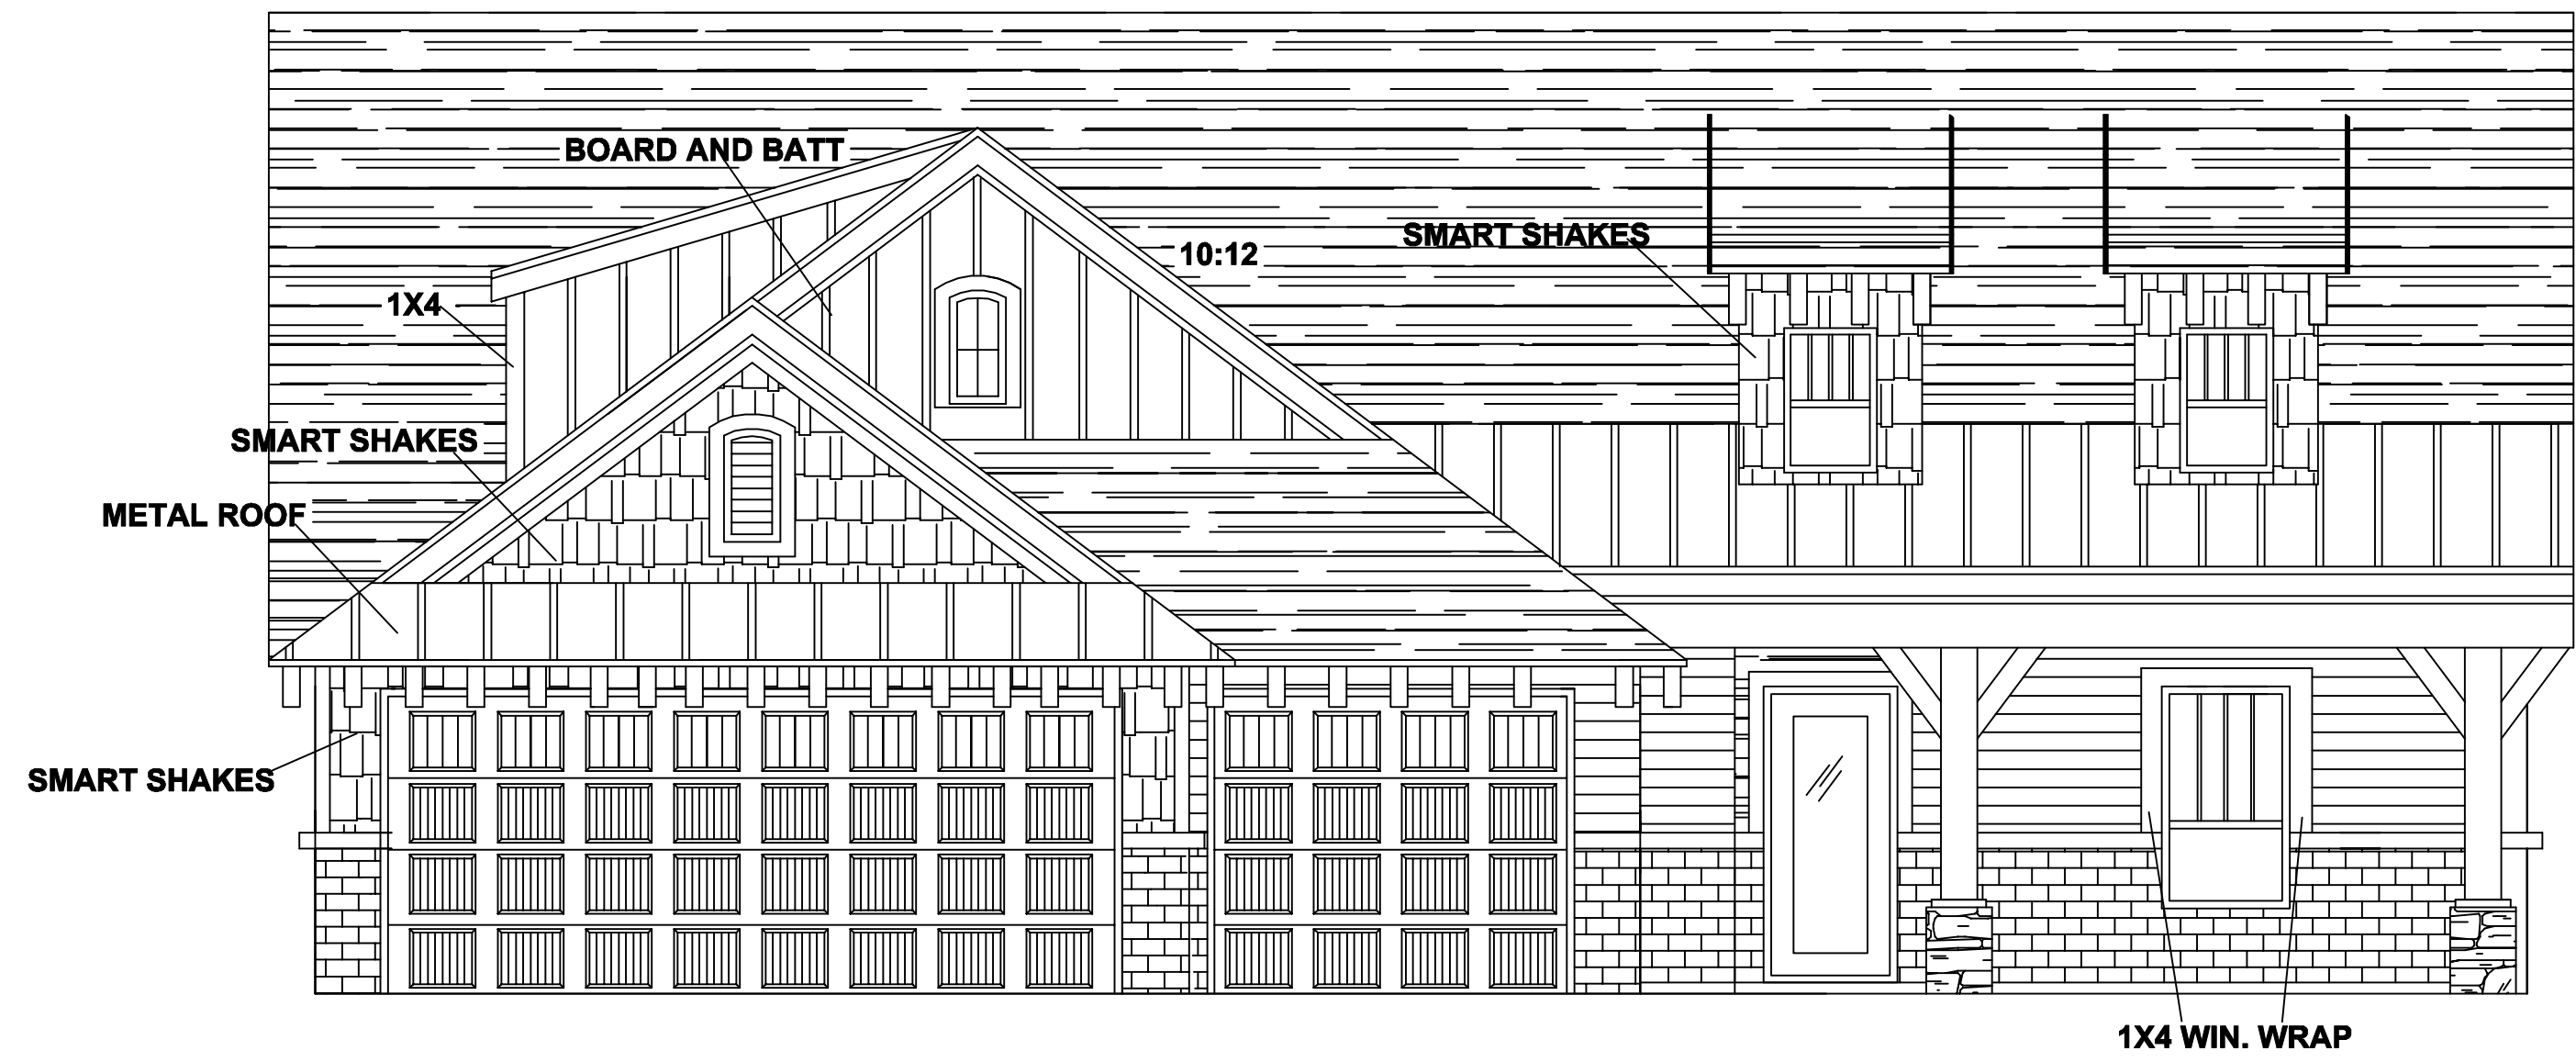 BOARD AND BATT
SMART SHAKES
10:12
1X4
SMART SHAKES
METAL ROOF
SMART SHAKES
1X4 WIN. WRAP